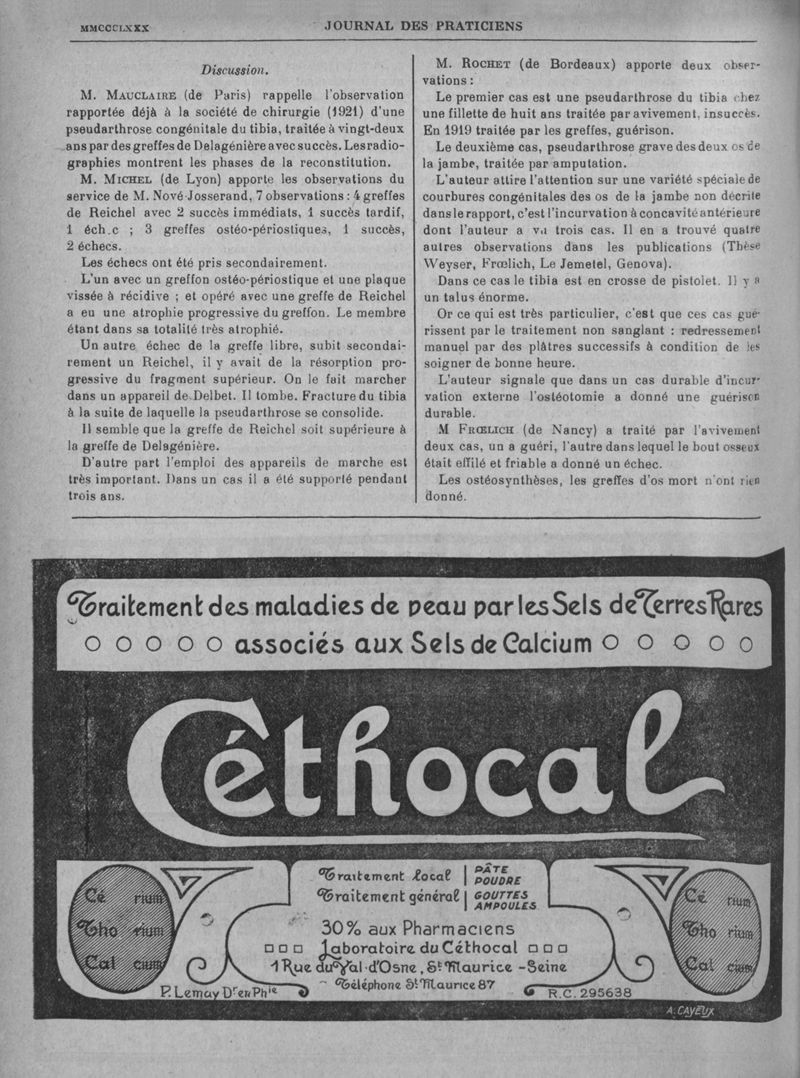 MMCCCLXXX
JOURNAL DES PRATICIENS
Discussion.
M. MAUCLAIRE (de Paris) rappelle l'observation
rapportée déjà à la société de chirurgie (1921) d'une
pseudarthrose congénitale du tibia, traitée à vingt-deux
ans par des greffes de Delagénière avec succès. Les radio-
graphies montrent les phases de la reconstitution.
M. MICHEL (de Lyon) apporte les observations du
service de M. Nové-Josserand, 7 observations : 4 greffes
de Reichel avec 2 succès immédiats, 1 succès tardif,
1 éch.c ; 3 greffes ostéo-périostiques, 1 succès,
2 échecs.
Les échecs ont été pris secondairement.
L'un avec un greffon ostéo-périostique et une plaque
vissée à récidive ; et opéré avec une greffe de Reichel
a eu une atrophie progressive du greffon. Le membre
étant dans sa totalité très atrophié.
Un autre échec de la greffe libre, subit secondai-
rement un Reichel, il y avait de la résorption pro-
gressive du fragment supérieur. On le fait marcher
dans un appareil de Delbet. Il tombe. Fracture du tibia
à la suite de laquelle la pseudarthrose se consolide.
Il semble que la greffe de Reichel soit supérieure à
la greffe de Delagénière.
D'autre part l'emploi des appareils de marche est
très important. Dans un cas il a été supporté pendant
trois ans.
M. ROCHET (de Bordeaux) apporte deux obser-
vations :
Le premier cas est une pseudarthrose du tibia chez
une fillette de huit ans traitée par avivement, insuccès.
En 1919 traitée par les greffes, guérison.
Le deuxième cas, pseudarthrose grave des deux os de
la jambe, traitée par amputation.
L'auteur attire l'attention sur une variété spéciale de
courbures congénitales des os de la jambe non décrite
dans le rapport, c'est l'incurvation à concavité antérieure
dont l'auteur a vu trois cas. Il en a trouvé quatre
autres observations dans les publications (Thèse
Weyser, Frœlich, Le Jemetel, Genova).
Dans ce cas le tibia est en crosse de pistolet. Il y a
un talus énorme.
Or ce qui est très particulier, c'est que ces cas gué-
rissent par le traitement non sanglant : redressement
manuel par des plâtres successifs à condition de les
soigner de bonne heure.
L'auteur signale que dans un cas durable d'incur-
vation externe l'ostéotomie a donné une guérison
durable.
M FRŒLICH (de Nancy) a traité par l'avivement
deux cas, un a guéri, l'autre dans lequel le bout osseux
était effilé et friable a donné un échec.
Les ostéosynthèses, les greffes d'os mort n'ont rien
donné.
Traitement des maladies de peau par les Sels de Terres Rares
associés aux Sels de Calcium
Céthocal
Traitement local | PÂTE POUDRE
Traitement général | GOUTTES AMPOULES
30% aux Pharmaciens
Laboratoire du Céthocal
1 Rue du Val-d'Osne, St Maurice - Seine
Téléphone St Maurice 87
Cé rium
Tho rium
Cal cium
P. Lemay Dr en Phie
Cé rium
Tho rium
Cal cium
R.C. 295638
A. CAYEUX